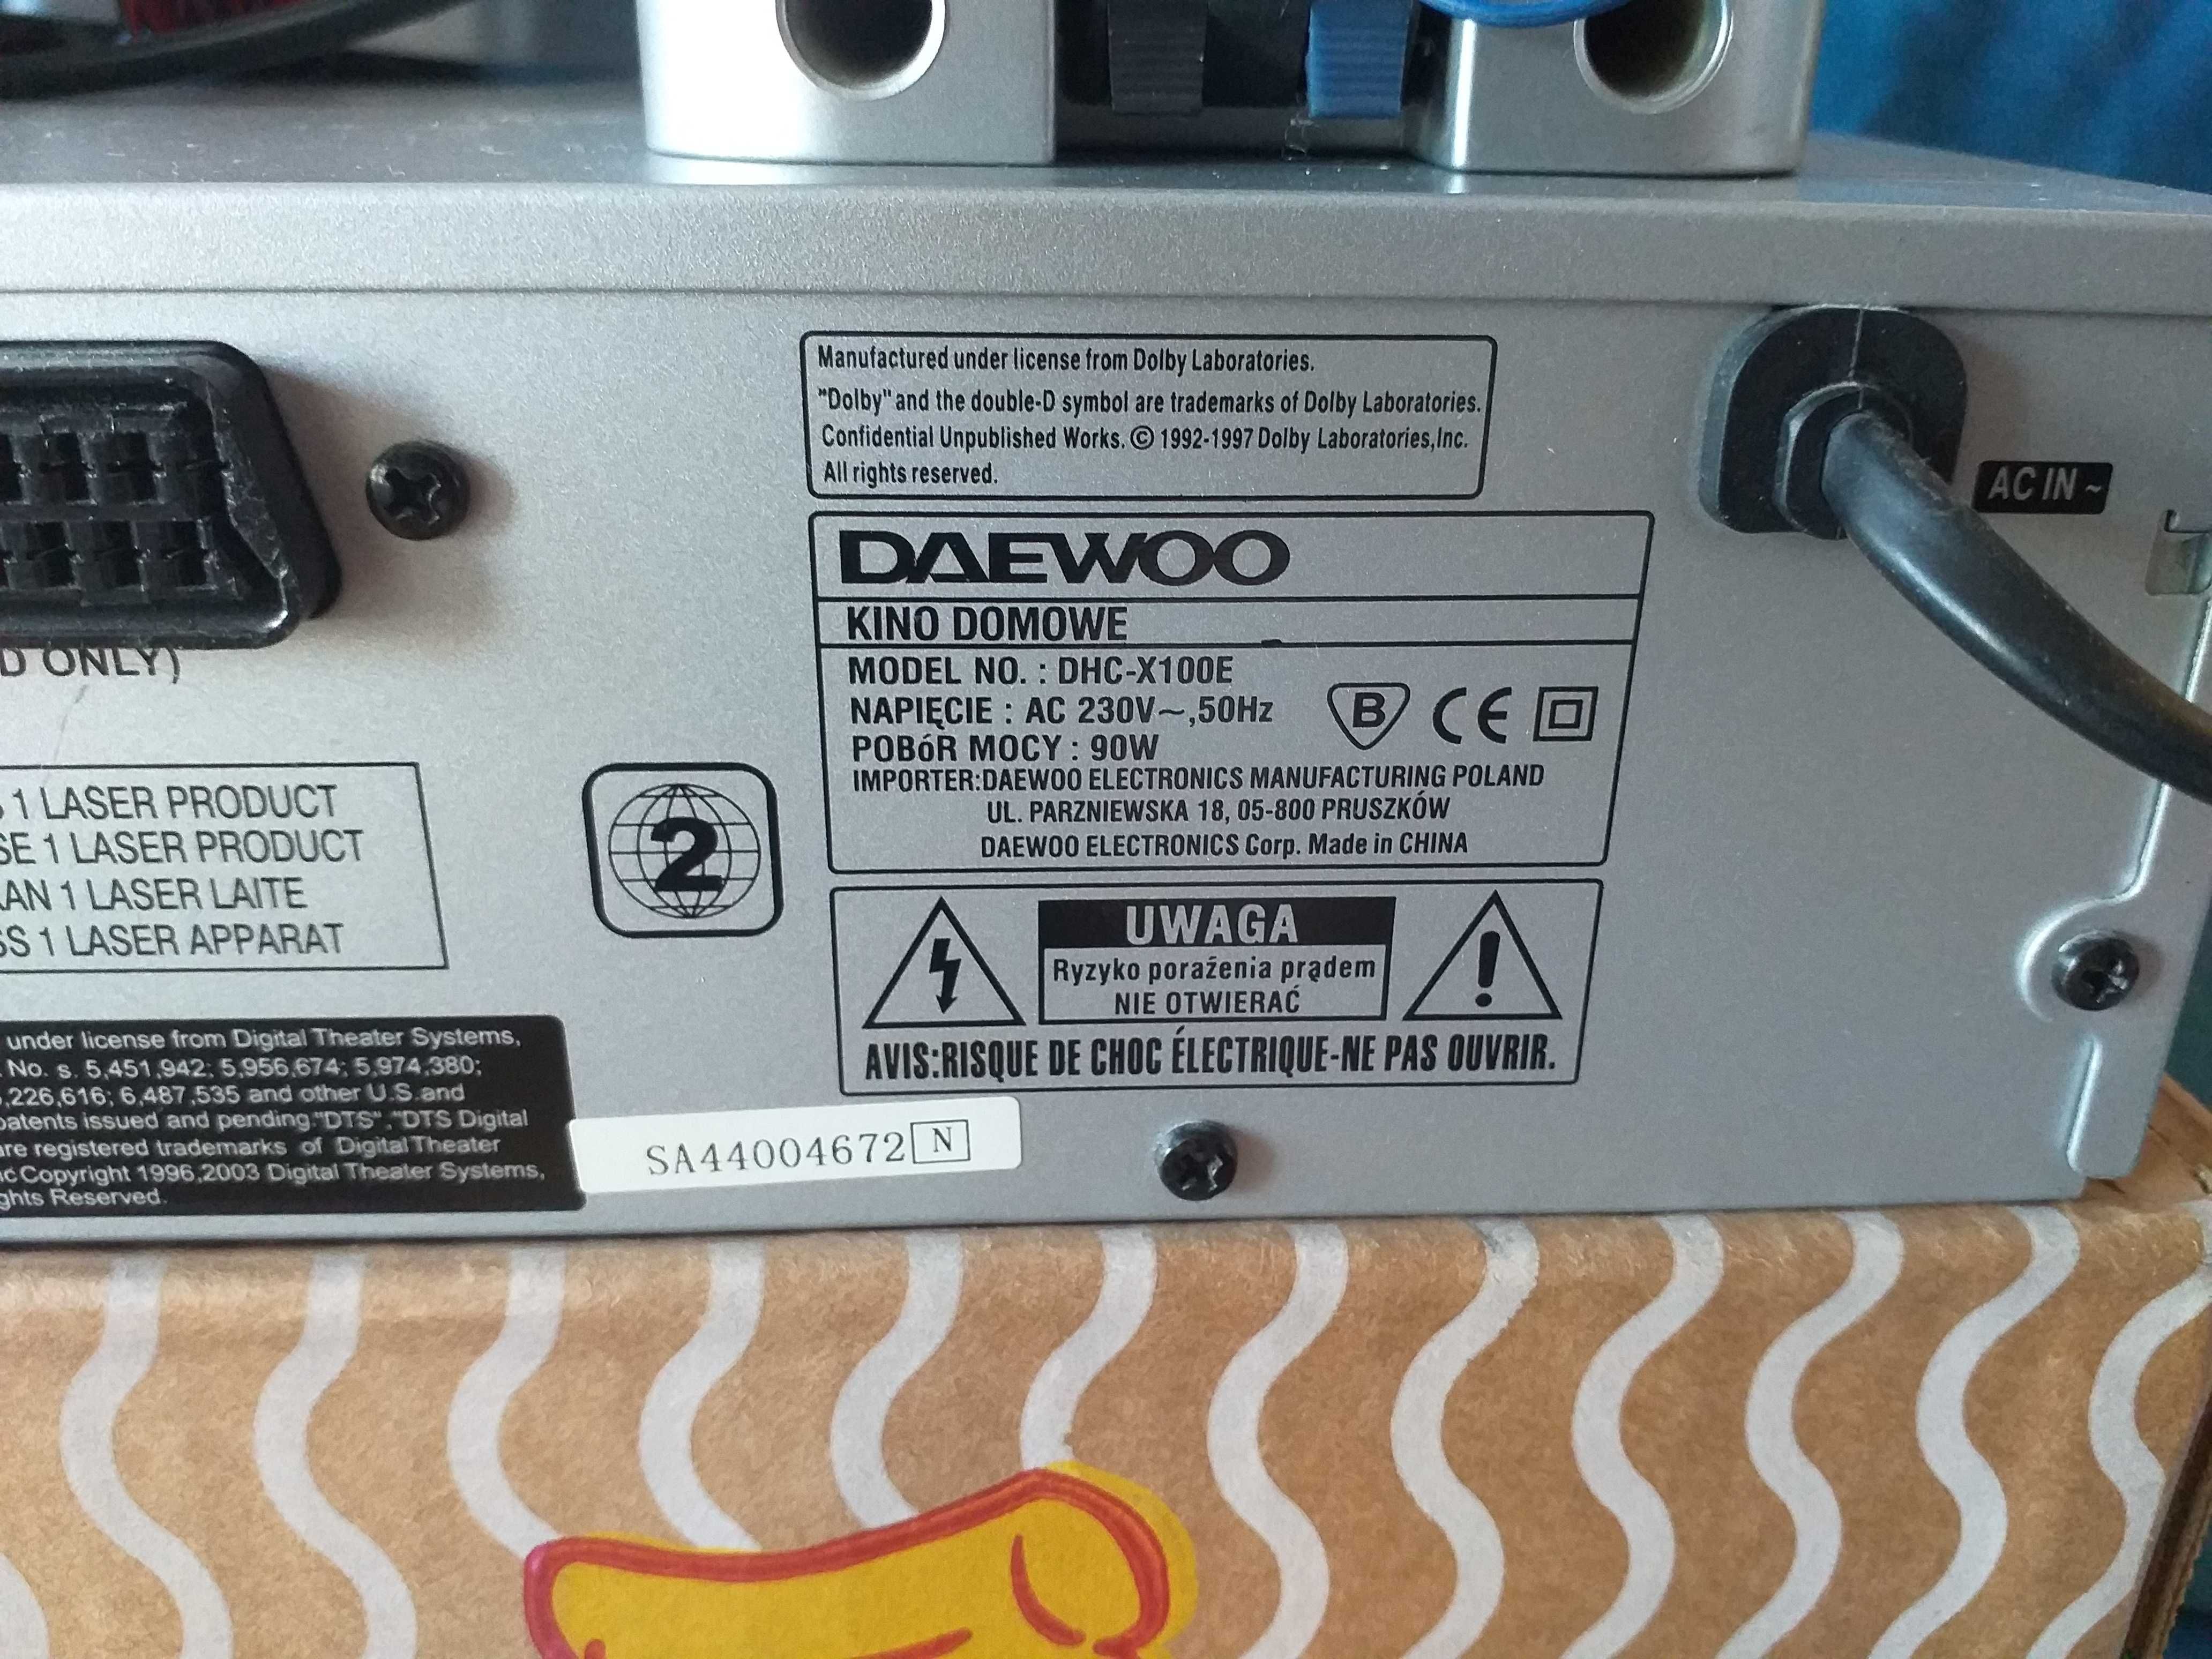 Manufactured under license from Dolby Laboratories.
"Dolby" and the double-D symbol are trademarks of Dolby Laboratories.
Confidential Unpublished Works. © 1992-1997 Dolby Laboratories,Inc.
All rights reserved.
AC IN ~
DAEWOO
KINO DOMOWE
MODEL NO. : DHC-X100E
NAPIĘCIE : AC 230V~,50Hz
B CE
POBóR MOCY : 90W
IMPORTER:DAEWOO ELECTRONICS MANUFACTURING POLAND
UL. PARZNIEWSKA 18, 05-800 PRUSZKÓW
DAEWOO ELECTRONICS Corp. Made in CHINA
UWAGA
Ryzyko porażenia prądem
NIE OTWIERAĆ
AVIS:RISQUE DE CHOC ÉLECTRIQUE-NE PAS OUVRIR.
ONLY)
1 LASER PRODUCT
1 LASER PRODUCT
1 LASER LAITE
1 LASER APPARAT
2
under license from Digital Theater Systems,
No. s. 5,451,942; 5,956,674; 5,974,380;
,226,616; 6,487,535 and other U.S.and
patents issued and pending."DTS","DTS Digital
are registered trademarks of Digital Theater
Copyright 1996,2003 Digital Theater Systems,
Reserved.
SA44004672 N